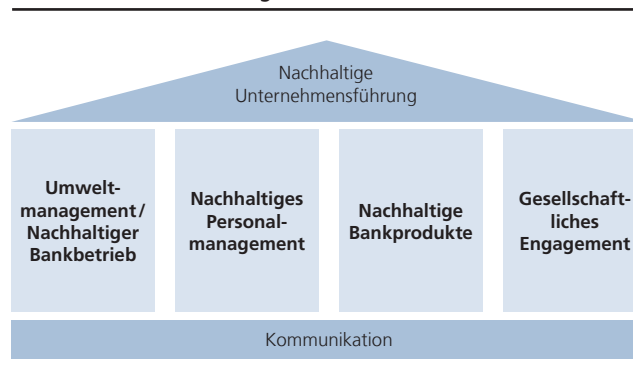 Nachhaltige
Unternehmensführung
Umwelt-
management/
Nachhaltiger
Bankbetrieb
Nachhaltiges
Personal-
management
Nachhaltige
Bankprodukte
Gesellschaft-
liches
Engagement
Kommunikation